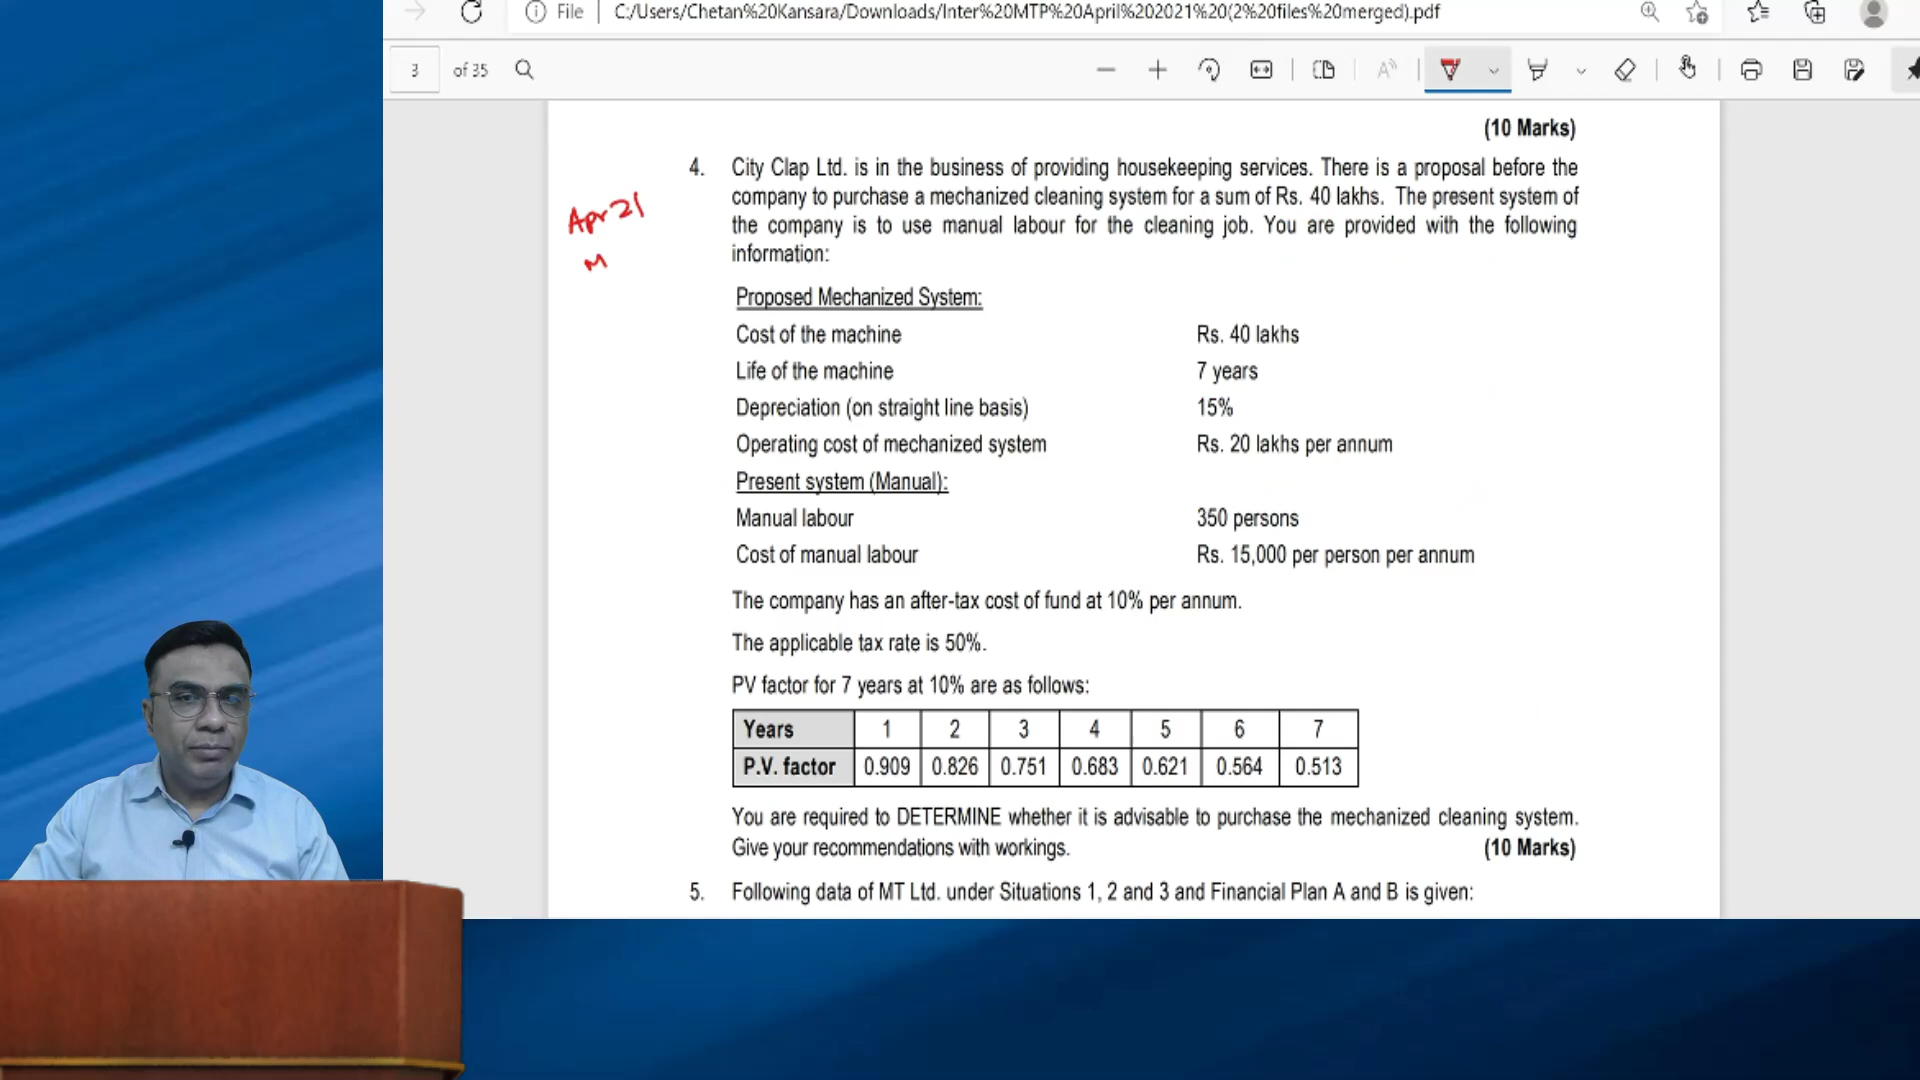 File C:/Users/Chetan%20Kansara/Downloads/Inter%20MTP%20April%202021%20(2%20files%20merged).pdf
3 of 35
(10 Marks)
4. City Clap Ltd. is in the business of providing housekeeping services. There is a proposal before the
company to purchase a mechanized cleaning system for a sum of Rs. 40 lakhs. The present system of
the company is to use manual labour for the cleaning job. You are provided with the following
information:
Apr 21
M
Proposed Mechanized System:
Cost of the machine Rs. 40 lakhs
Life of the machine 7 years
Depreciation (on straight line basis) 15%
Operating cost of mechanized system Rs. 20 lakhs per annum
Present system (Manual):
Manual labour 350 persons
Cost of manual labour Rs. 15,000 per person per annum
The company has an after-tax cost of fund at 10% per annum.
The applicable tax rate is 50%.
PV factor for 7 years at 10% are as follows:
Years 1 2 3 4 5 6 7
P.V. factor 0.909 0.826 0.751 0.683 0.621 0.564 0.513
You are required to DETERMINE whether it is advisable to purchase the mechanized cleaning system.
Give your recommendations with workings. (10 Marks)
5. Following data of MT Ltd. under Situations 1, 2 and 3 and Financial Plan A and B is given: